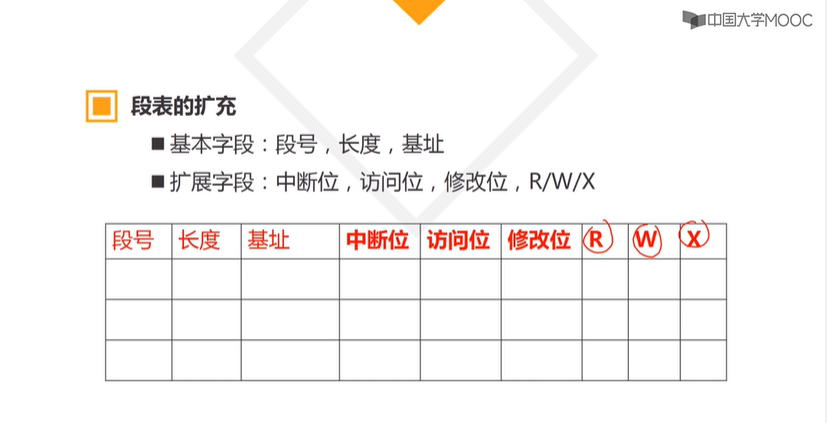 中国大学MOOC
段表的扩充
基本字段：段号，长度，基址
扩展字段：中断位，访问位，修改位，R/W/X
段号 长度 基址 中断位 访问位 修改位 R W X